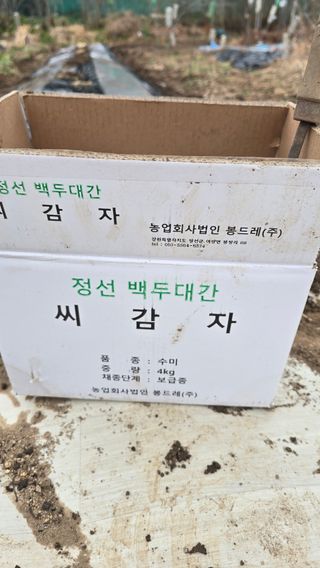 정선 백두대간
씨 감 자
농업회사법인 봉드레(주)
정선 백두대간
씨 감 자
품 종 : 수미
중 량 : 4kg
채종단계 : 보급종
농업회사법인 봉드레(주)